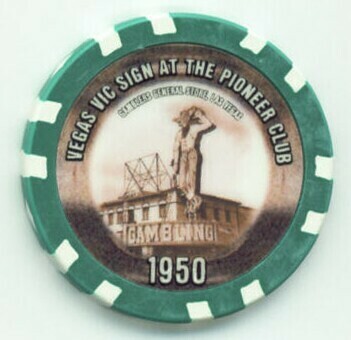 VEGAS VIC SIGN AT THE PIONEER CLUB
GAMBLERS GENERAL STORE, LAS VEGAS
GAMBLING
1950